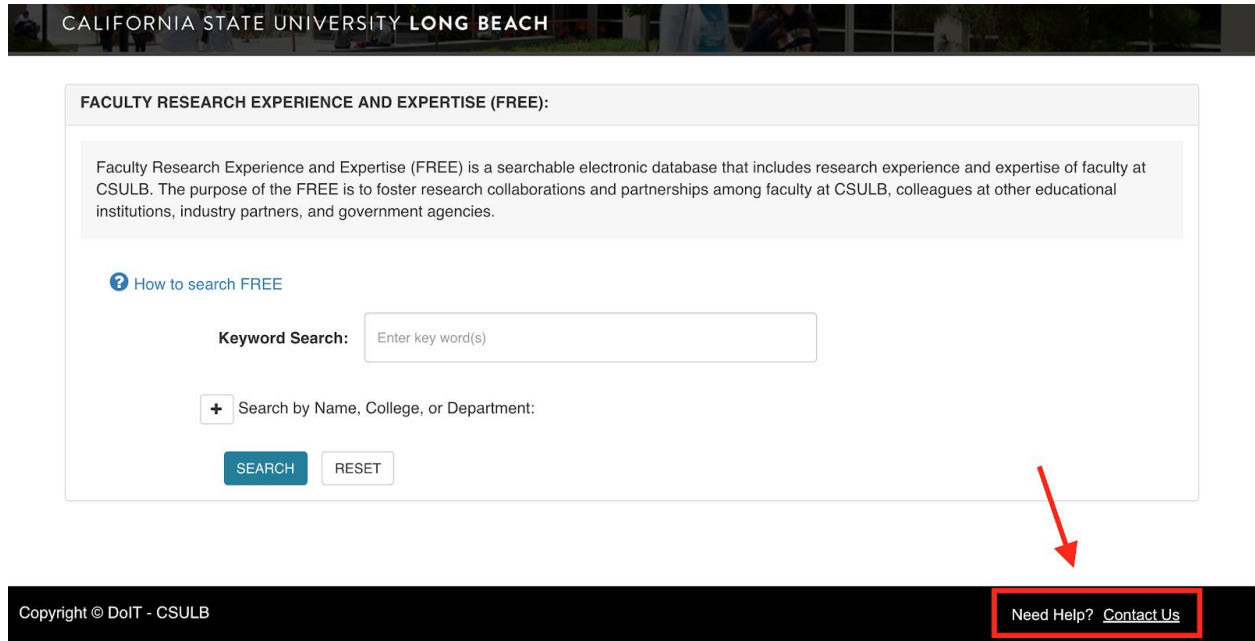 CALIFORNIA STATE UNIVERSITY LONG BEACH
FACULTY RESEARCH EXPERIENCE AND EXPERTISE (FREE):
Faculty Research Experience and Expertise (FREE) is a searchable electronic database that includes research experience and expertise of faculty at
CSULB. The purpose of the FREE is to foster research collaborations and partnerships among faculty at CSULB, colleagues at other educational
institutions, industry partners, and government agencies.
? How to search FREE
Keyword Search: Enter key word(s)
+ Search by Name, College, or Department:
SEARCH RESET
Copyright © DoIT - CSULB Need Help? Contact Us